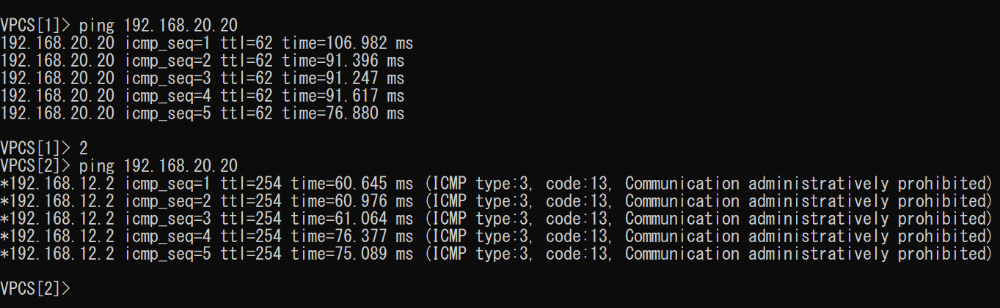 VPCS[1]> ping 192.168.20.20
192.168.20.20 icmp_seq=1 ttl=62 time=106.982 ms
192.168.20.20 icmp_seq=2 ttl=62 time=91.396 ms
192.168.20.20 icmp_seq=3 ttl=62 time=91.247 ms
192.168.20.20 icmp_seq=4 ttl=62 time=91.617 ms
192.168.20.20 icmp_seq=5 ttl=62 time=76.880 ms
VPCS[1]> 2
VPCS[2]> ping 192.168.20.20
*192.168.12.2 icmp_seq=1 ttl=254 time=60.645 ms (ICMP type:3, code:13, Communication administratively prohibited)
*192.168.12.2 icmp_seq=2 ttl=254 time=60.976 ms (ICMP type:3, code:13, Communication administratively prohibited)
*192.168.12.2 icmp_seq=3 ttl=254 time=61.064 ms (ICMP type:3, code:13, Communication administratively prohibited)
*192.168.12.2 icmp_seq=4 ttl=254 time=76.377 ms (ICMP type:3, code:13, Communication administratively prohibited)
*192.168.12.2 icmp_seq=5 ttl=254 time=75.089 ms (ICMP type:3, code:13, Communication administratively prohibited)
VPCS[2]>